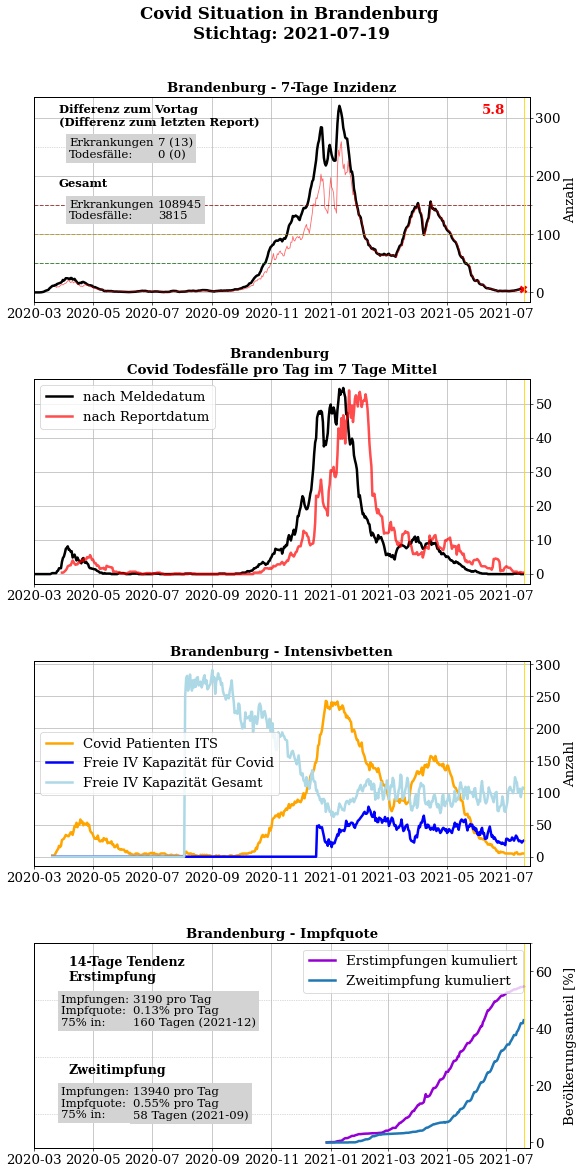 Covid Situation in Brandenburg
Stichtag: 2021-07-19
Brandenburg - 7-Tage Inzidenz
Differenz zum Vortag
(Differenz zum letzten Report)
Erkrankungen 7 (13)
Todesfälle: 0 (0)
Gesamt
Erkrankungen 108945
Todesfälle: 3815
5.8
300
200
100
0
Anzahl
2020-03 2020-05 2020-07 2020-09 2020-11 2021-01 2021-03 2021-05 2021-07
Brandenburg
Covid Todesfälle pro Tag im 7 Tage Mittel
nach Meldedatum
nach Reportdatum
50
40
30
20
10
0
2020-03 2020-05 2020-07 2020-09 2020-11 2021-01 2021-03 2021-05 2021-07
Brandenburg - Intensivbetten
Covid Patienten ITS
Freie IV Kapazität für Covid
Freie IV Kapazität Gesamt
300
250
200
150
100
50
0
Anzahl
2020-03 2020-05 2020-07 2020-09 2020-11 2021-01 2021-03 2021-05 2021-07
Brandenburg - Impfquote
14-Tage Tendenz
Erstimpfung
Impfungen: 3190 pro Tag
Impfquote: 0.13% pro Tag
75% in: 160 Tagen (2021-12)
Zweitimpfung
Impfungen: 13940 pro Tag
Impfquote: 0.55% pro Tag
75% in: 58 Tagen (2021-09)
Erstimpfungen kumuliert
Zweitimpfung kumuliert
60
40
20
0
Bevölkerungsanteil [%]
2020-03 2020-05 2020-07 2020-09 2020-11 2021-01 2021-03 2021-05 2021-07